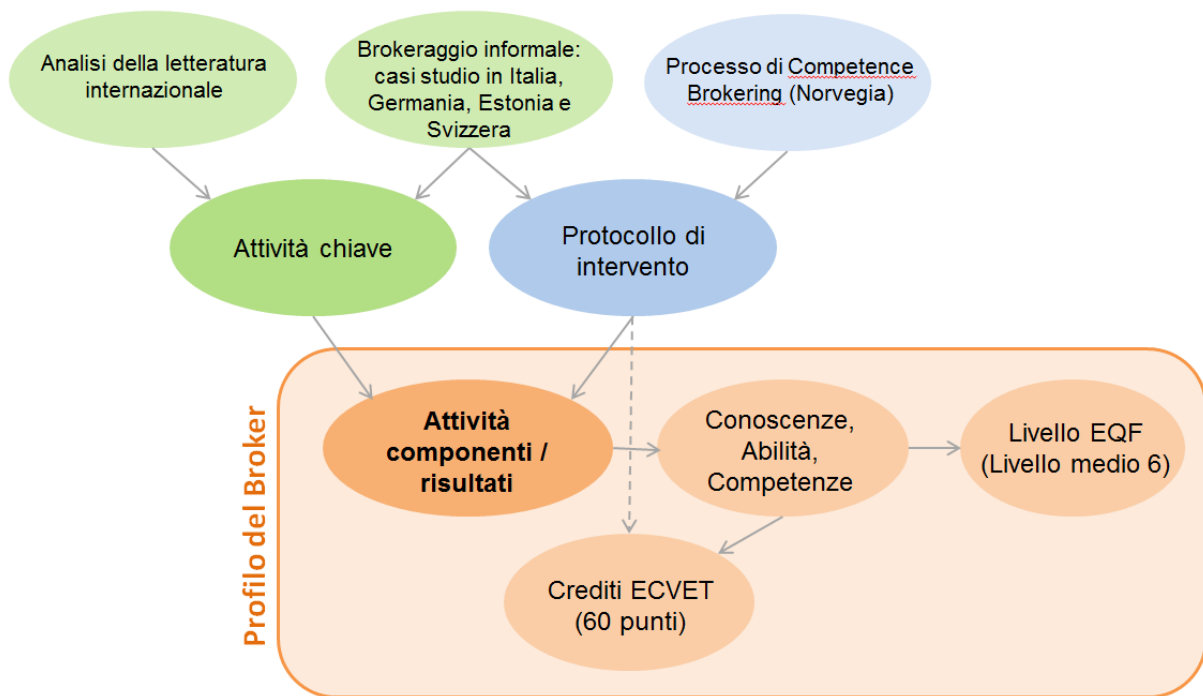 Analisi della letteratura
internazionale
Brokeraggio informale:
casi studio in Italia,
Germania, Estonia e
Svizzera
Processo di Competence
Brokering (Norvegia)
Attività chiave
Protocollo di
intervento
Profilo del Broker
Attività
componenti /
risultati
Conoscenze,
Abilità,
Competenze
Livello EQF
(Livello medio 6)
Crediti ECVET
(60 punti)